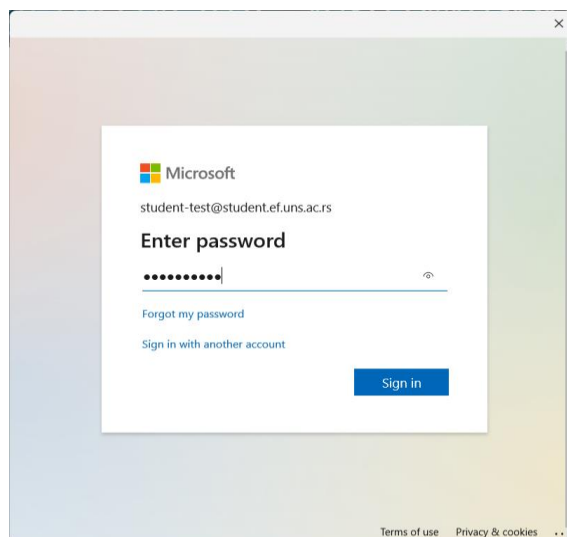 Microsoft
student-test@student.ef.uns.ac.rs
Enter password
••••••••••
Forgot my password
Sign in with another account
Sign in
Terms of use Privacy & cookies ..